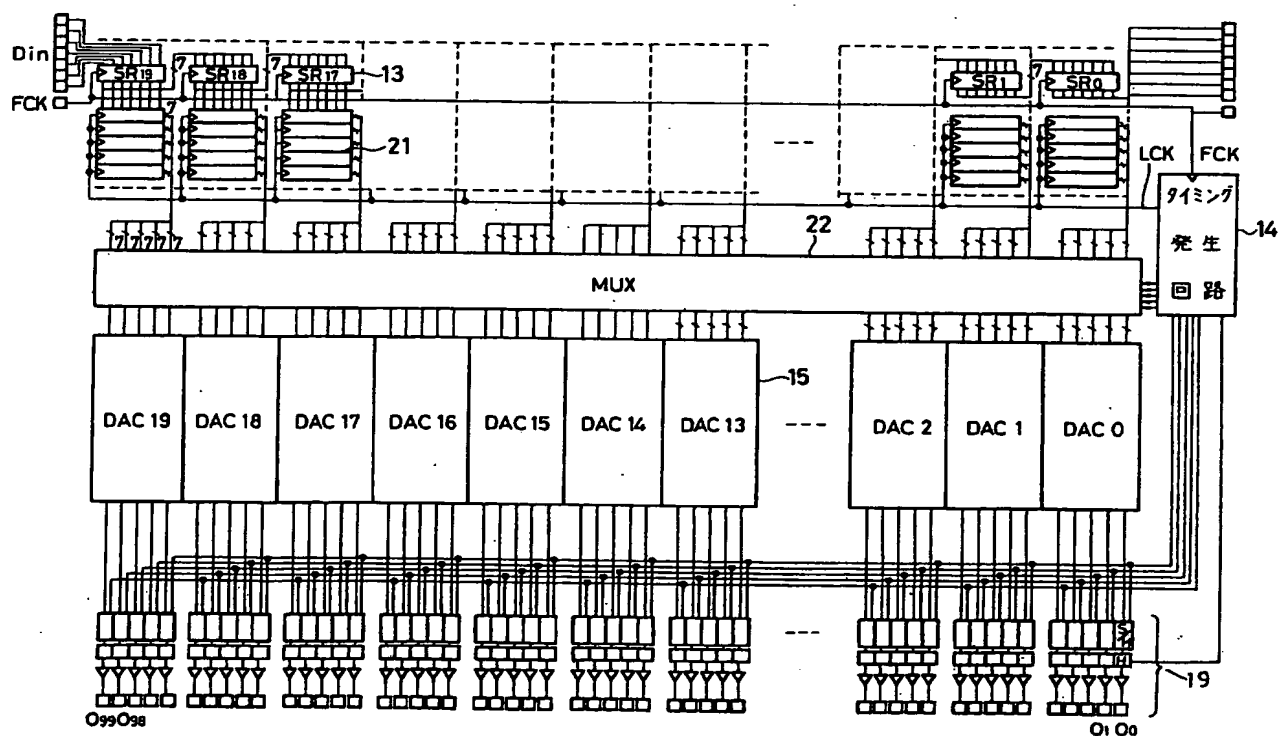 Din
FCK
SR19
7
SR18
7
SR17
13
7
SR1
7
SR0
7
21
LCK
FCK
タイミング
発生
回路
14
7 7 7 7 7
22
MUX
DAC 19
DAC 18
DAC 17
DAC 16
DAC 15
DAC 14
DAC 13
15
DAC 2
DAC 1
DAC 0
S
H
19
O99 O98
O1 O0